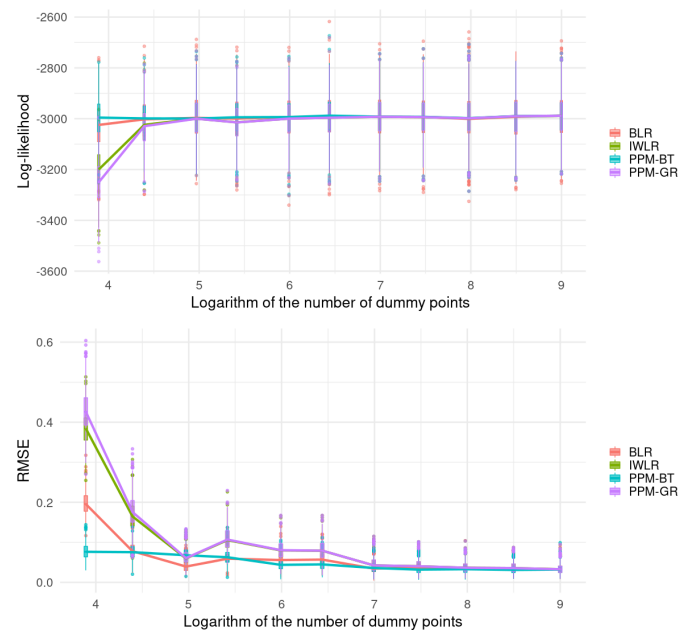 -2600
-2800
-3000
-3200
-3400
-3600
Log-likelihood
4 5 6 7 8 9
Logarithm of the number of dummy points
BLR
IWLR
PPM-BT
PPM-GR
0.6
0.4
0.2
0.0
RMSE
4 5 6 7 8 9
Logarithm of the number of dummy points
BLR
IWLR
PPM-BT
PPM-GR